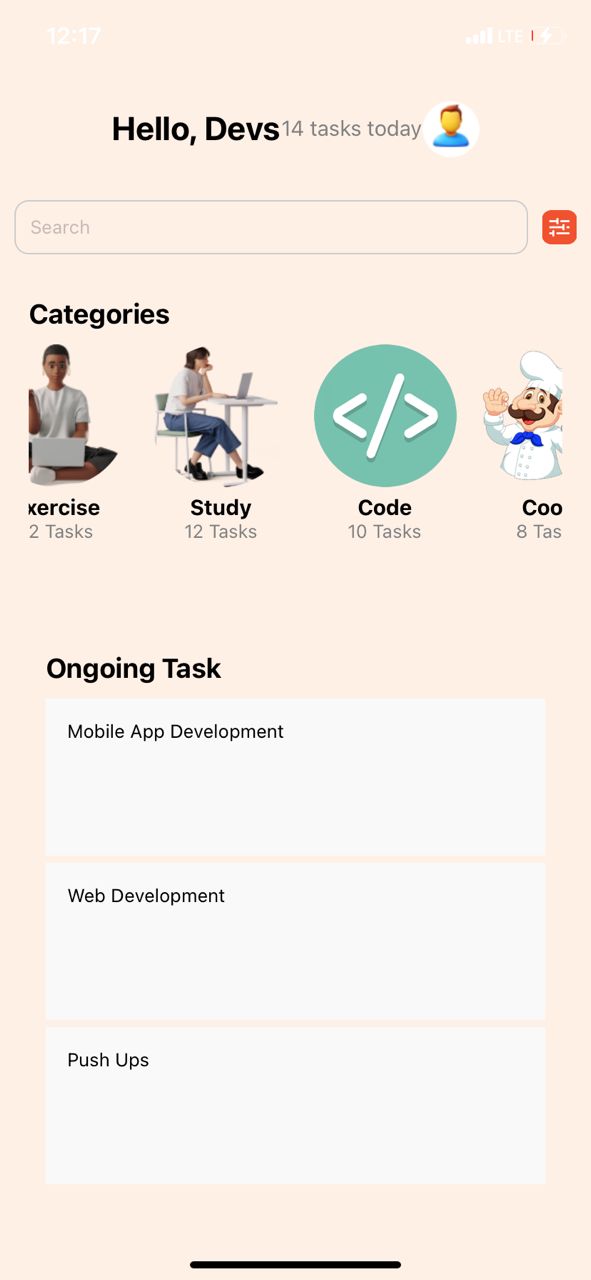 12:17 LTE
Hello, Devs 14 tasks today
Search
Categories
xercise Study Code Coo
2 Tasks 12 Tasks 10 Tasks 8 Tas
Ongoing Task
Mobile App Development
Web Development
Push Ups